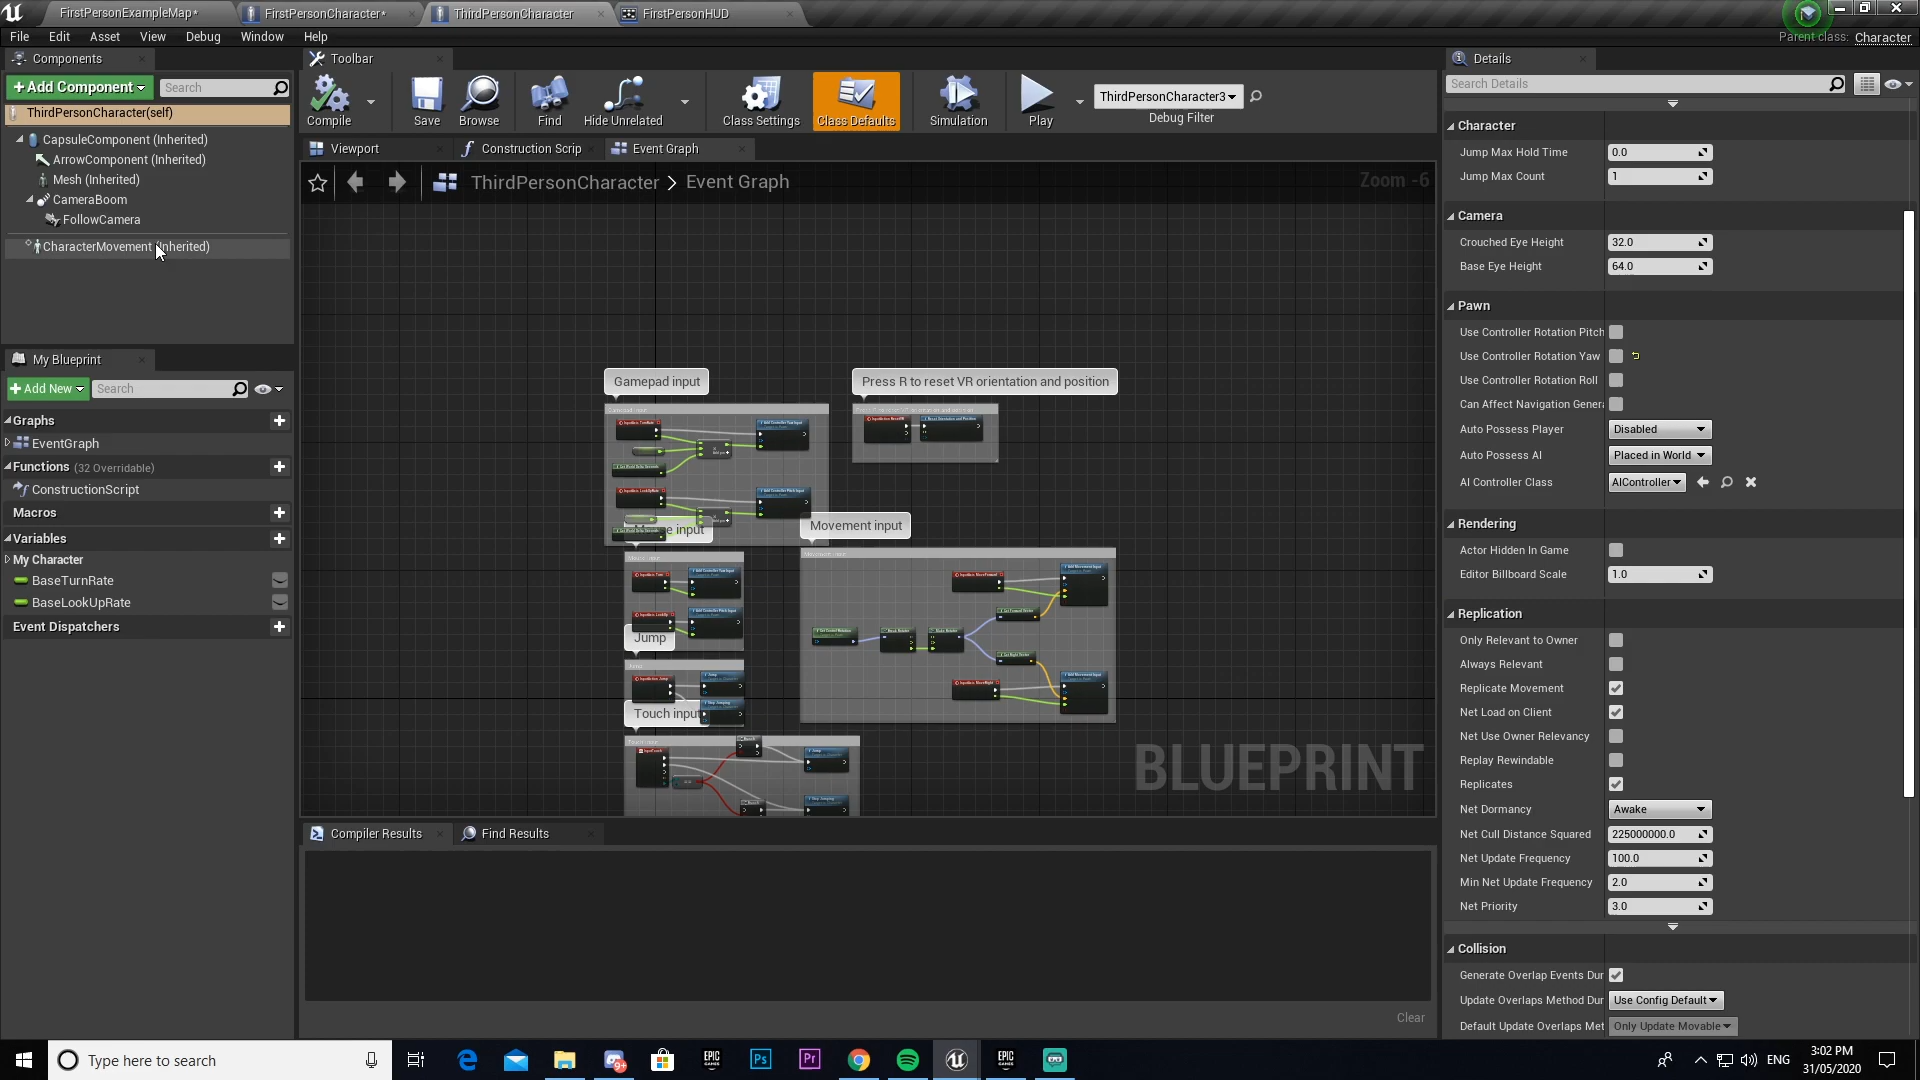 FirstPersonExampleMap*
FirstPersonCharacter*
ThirdPersonCharacter
FirstPersonHUD
File Edit Asset View Debug Window Help
Parent class: Character
Components
+Add Component
Search
ThirdPersonCharacter(self)
CapsuleComponent (Inherited)
ArrowComponent (Inherited)
Mesh (Inherited)
CameraBoom
FollowCamera
CharacterMovement (Inherited)
My Blueprint
+Add New
Search
Graphs
EventGraph
Functions (32 Overridable)
ConstructionScript
Macros
Variables
My Character
BaseTurnRate
BaseLookUpRate
Event Dispatchers
Toolbar
Compile
Save
Browse
Find
Hide Unrelated
Class Settings
Class Defaults
Simulation
Play
ThirdPersonCharacter3
Debug Filter
Viewport
Construction Scrip
Event Graph
ThirdPersonCharacter > Event Graph
Zoom -6
Gamepad input
Press R to reset VR orientation and position
Movement input
Jump
Touch input
BLUEPRINT
Compiler Results
Find Results
Clear
Details
Search Details
Character
Jump Max Hold Time 0.0
Jump Max Count 1
Camera
Crouched Eye Height 32.0
Base Eye Height 64.0
Pawn
Use Controller Rotation Pitch
Use Controller Rotation Yaw
Use Controller Rotation Roll
Can Affect Navigation Genera
Auto Possess Player Disabled
Auto Possess AI Placed in World
AI Controller Class AIController
Rendering
Actor Hidden In Game
Editor Billboard Scale 1.0
Replication
Only Relevant to Owner
Always Relevant
Replicate Movement
Net Load on Client
Net Use Owner Relevancy
Replay Rewindable
Replicates
Net Dormancy Awake
Net Cull Distance Squared 225000000.0
Net Update Frequency 100.0
Min Net Update Frequency 2.0
Net Priority 3.0
Collision
Generate Overlap Events Dur
Update Overlaps Method Dur Use Config Default
Default Update Overlaps Met Only Update Movable
Type here to search
ENG
3:02 PM
31/05/2020